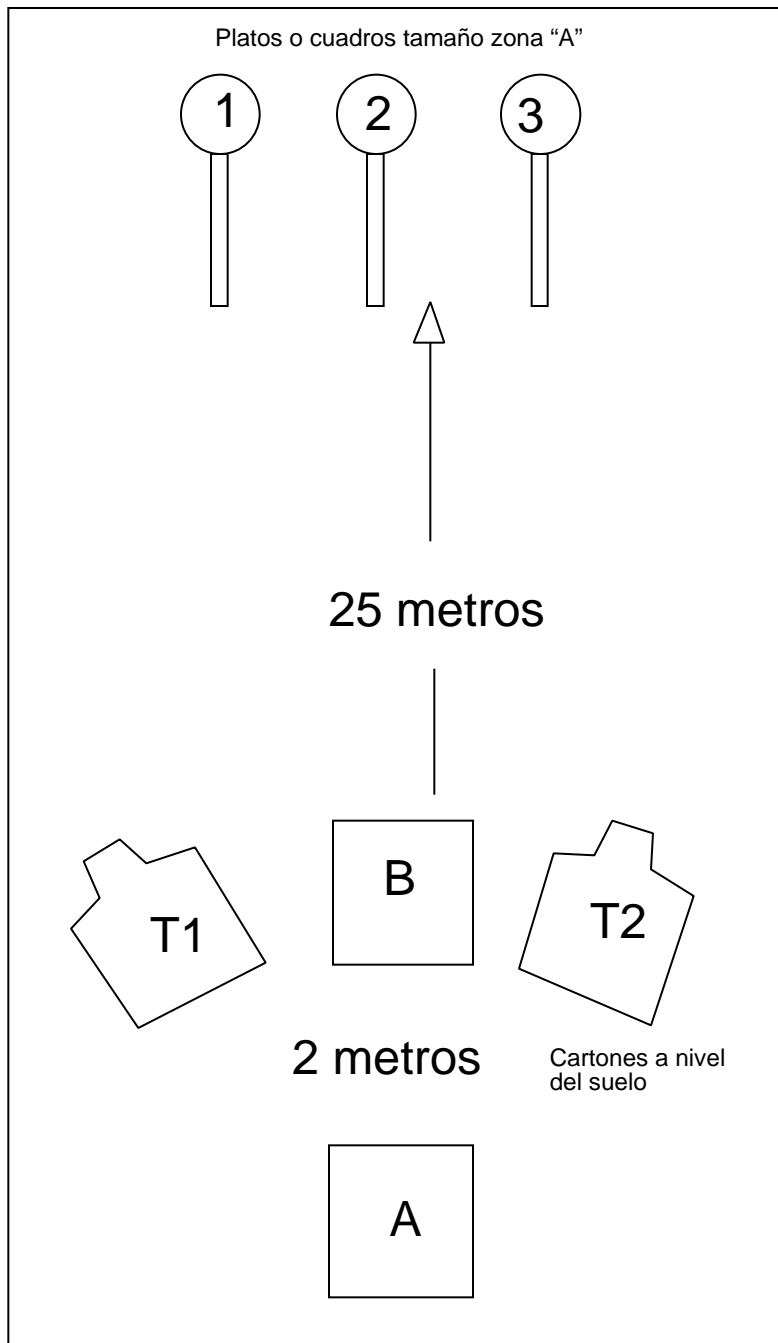 Platos o cuadros tamaño zona “A”
1 2 3
25 metros
B
T1 T2
2 metros
Cartones a nivel
del suelo
A